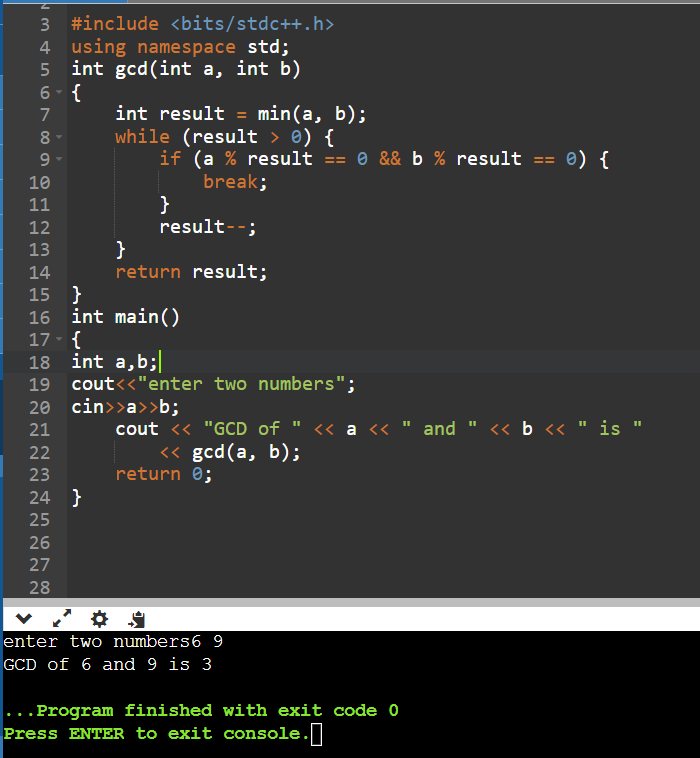 2
3 #include <bits/stdc++.h>
4 using namespace std;
5 int gcd(int a, int b)
6 {
7     int result = min(a, b);
8     while (result > 0) {
9         if (a % result == 0 && b % result == 0) {
10             break;
11         }
12         result--;
13     }
14     return result;
15 }
16 int main()
17 {
18 int a,b;
19 cout<<"enter two numbers";
20 cin>>a>>b;
21     cout << "GCD of " << a << " and " << b << " is "
22         << gcd(a, b);
23     return 0;
24 }
25
26
27
28
enter two numbers6 9
GCD of 6 and 9 is 3
...Program finished with exit code 0
Press ENTER to exit console.